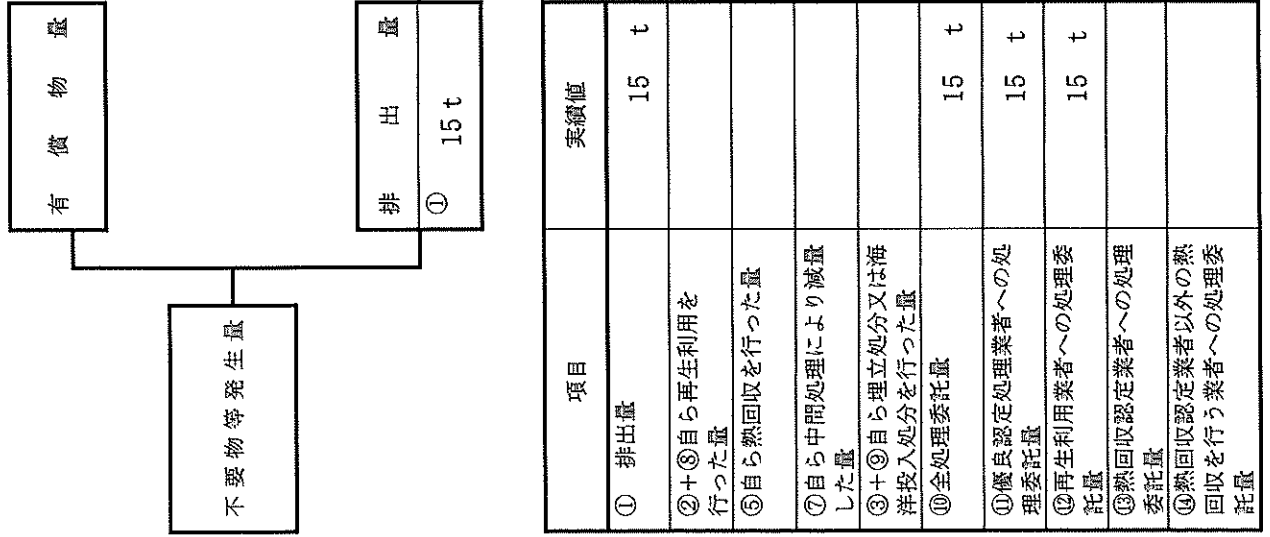 不要物等発生量
有償物量
排出量
① 15t
項目 実績値
① 排出量 15 t
②+⑧自ら再生利用を
行った量
⑤自ら熱回収を行った量
⑦自ら中間処理により減量
した量
③+⑨自ら埋立処分又は海
洋投入処分を行った量
⑩全処理委託量 15 t
⑪優良認定処理業者への処
理委託量 15 t
⑫再生利用業者への処理委
託量 15 t
⑬熱回収認定業者への処理
委託量
⑭熱回収認定業者以外の熱
回収を行う業者への処理委
託量